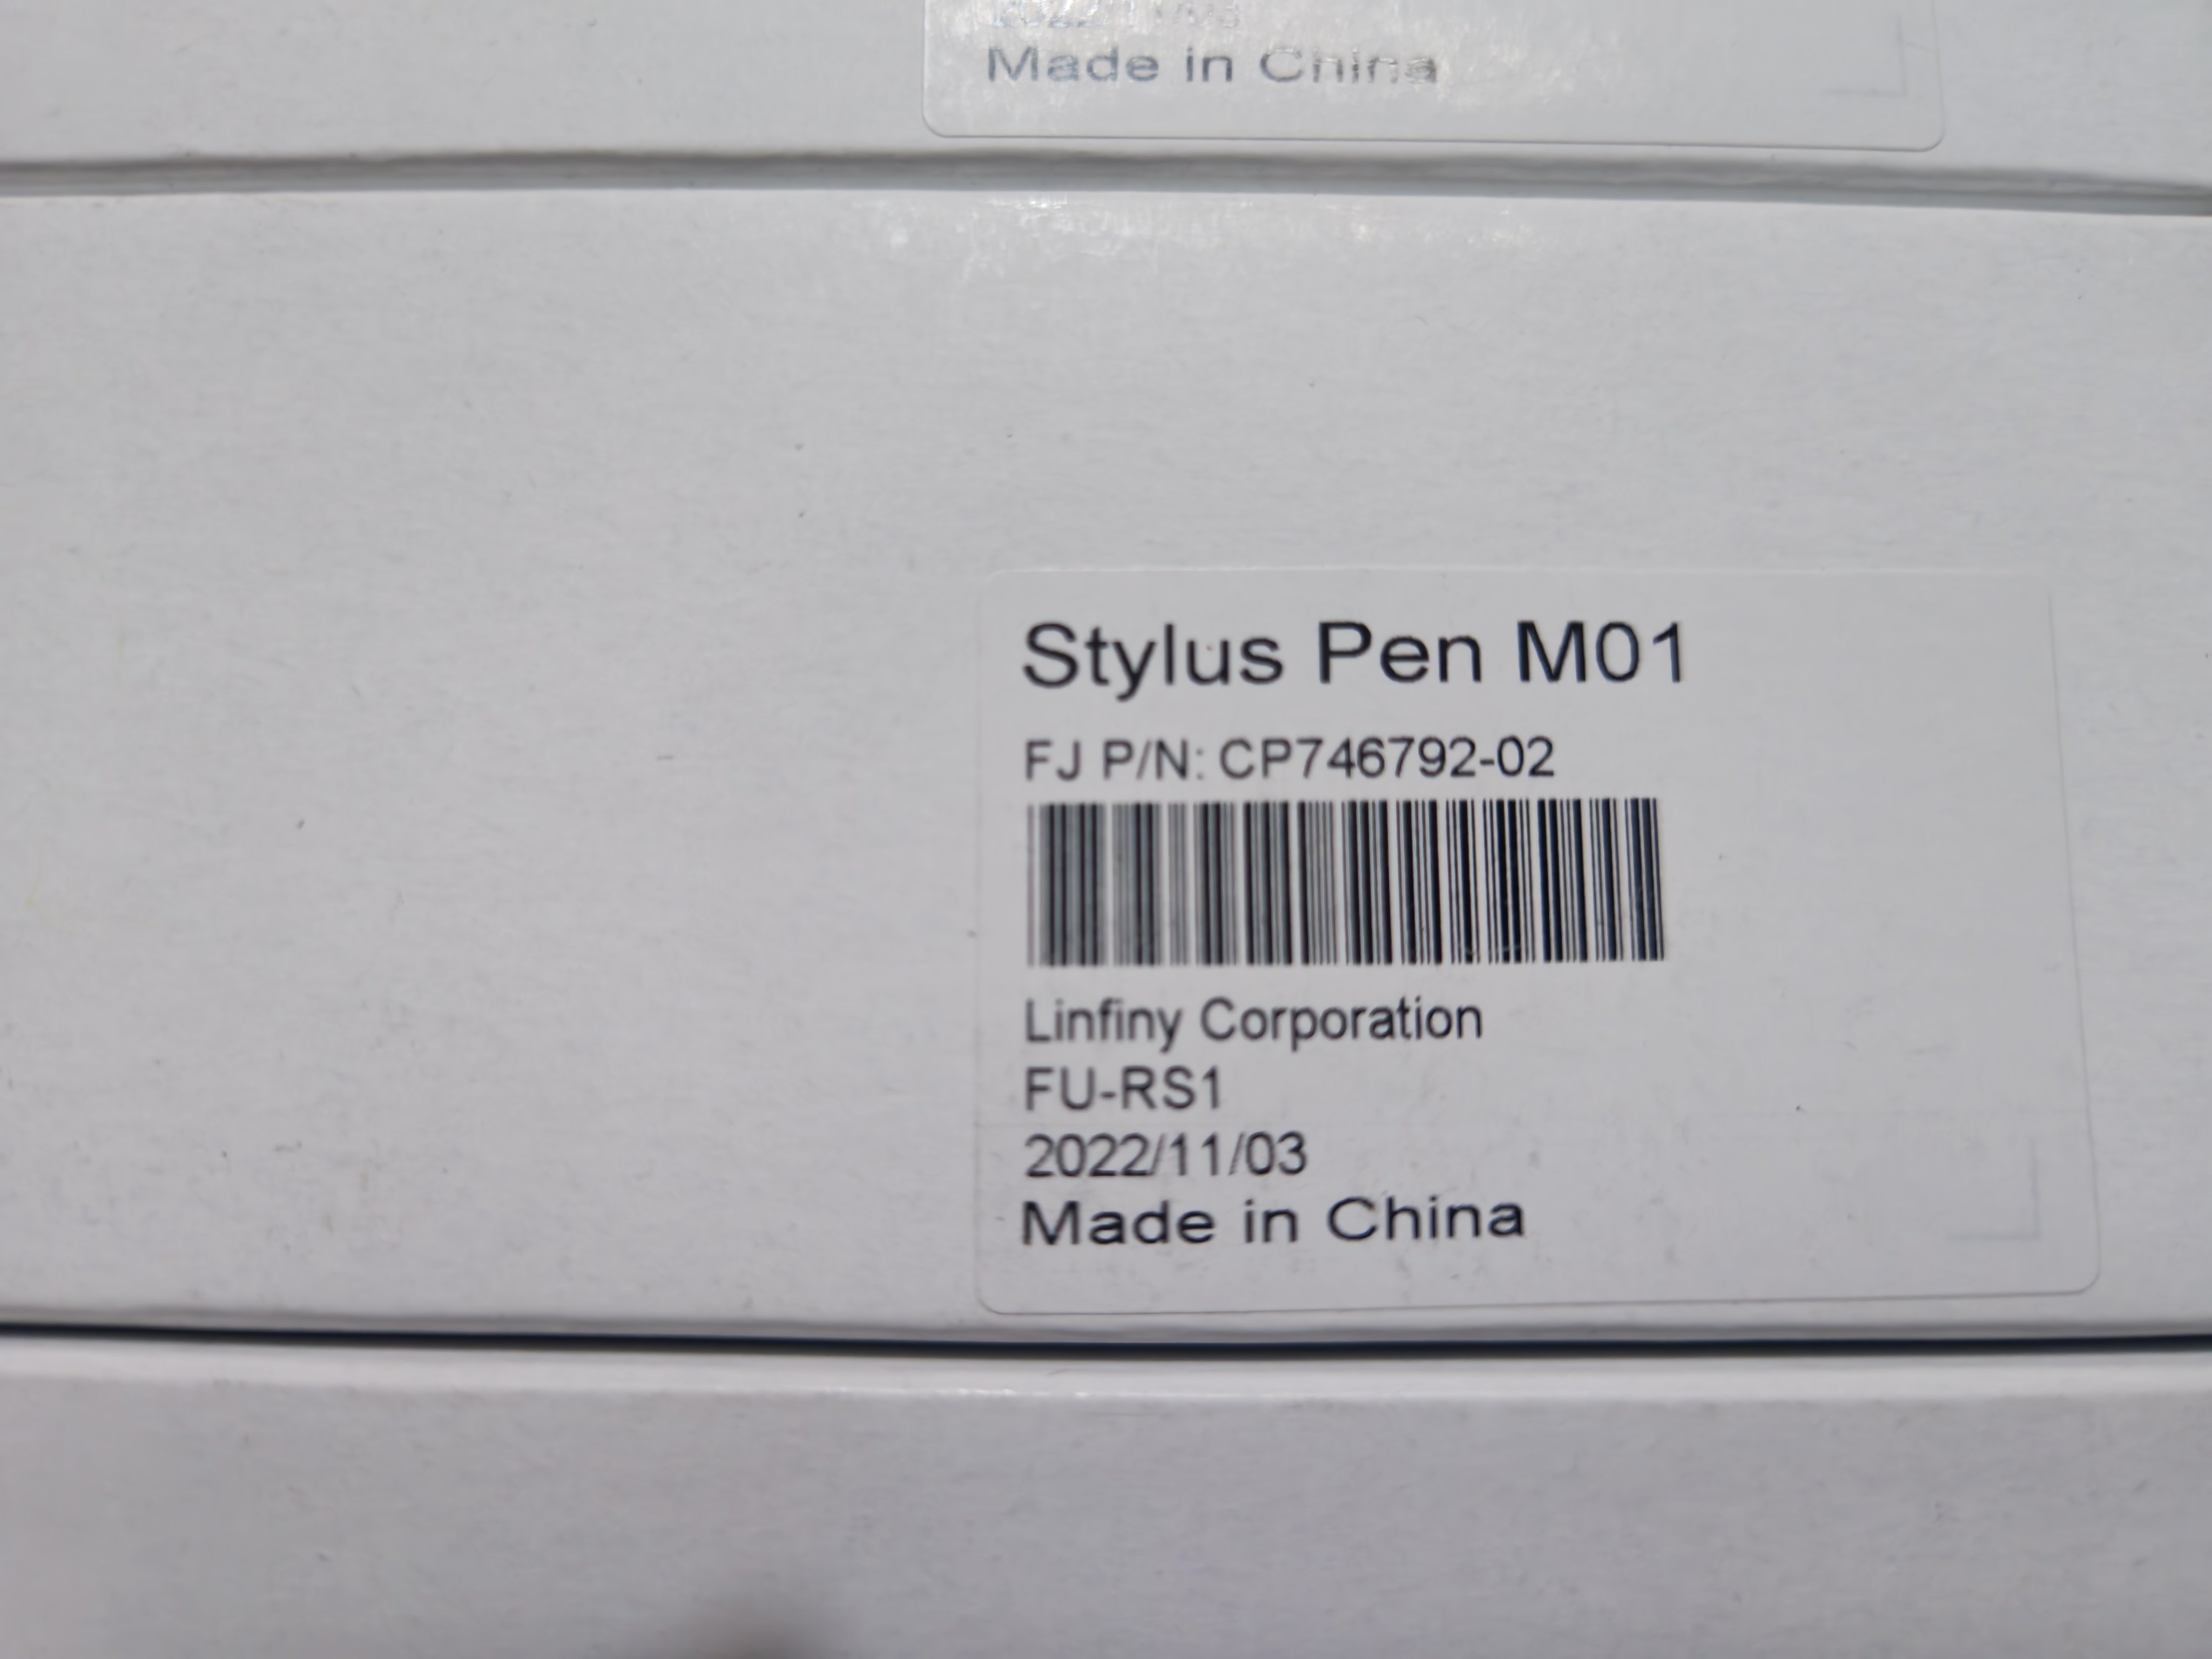 Made in China
Stylus Pen M01
FJ P/N: CP746792-02
Linfiny Corporation
FU-RS1
2022/11/03
Made in China